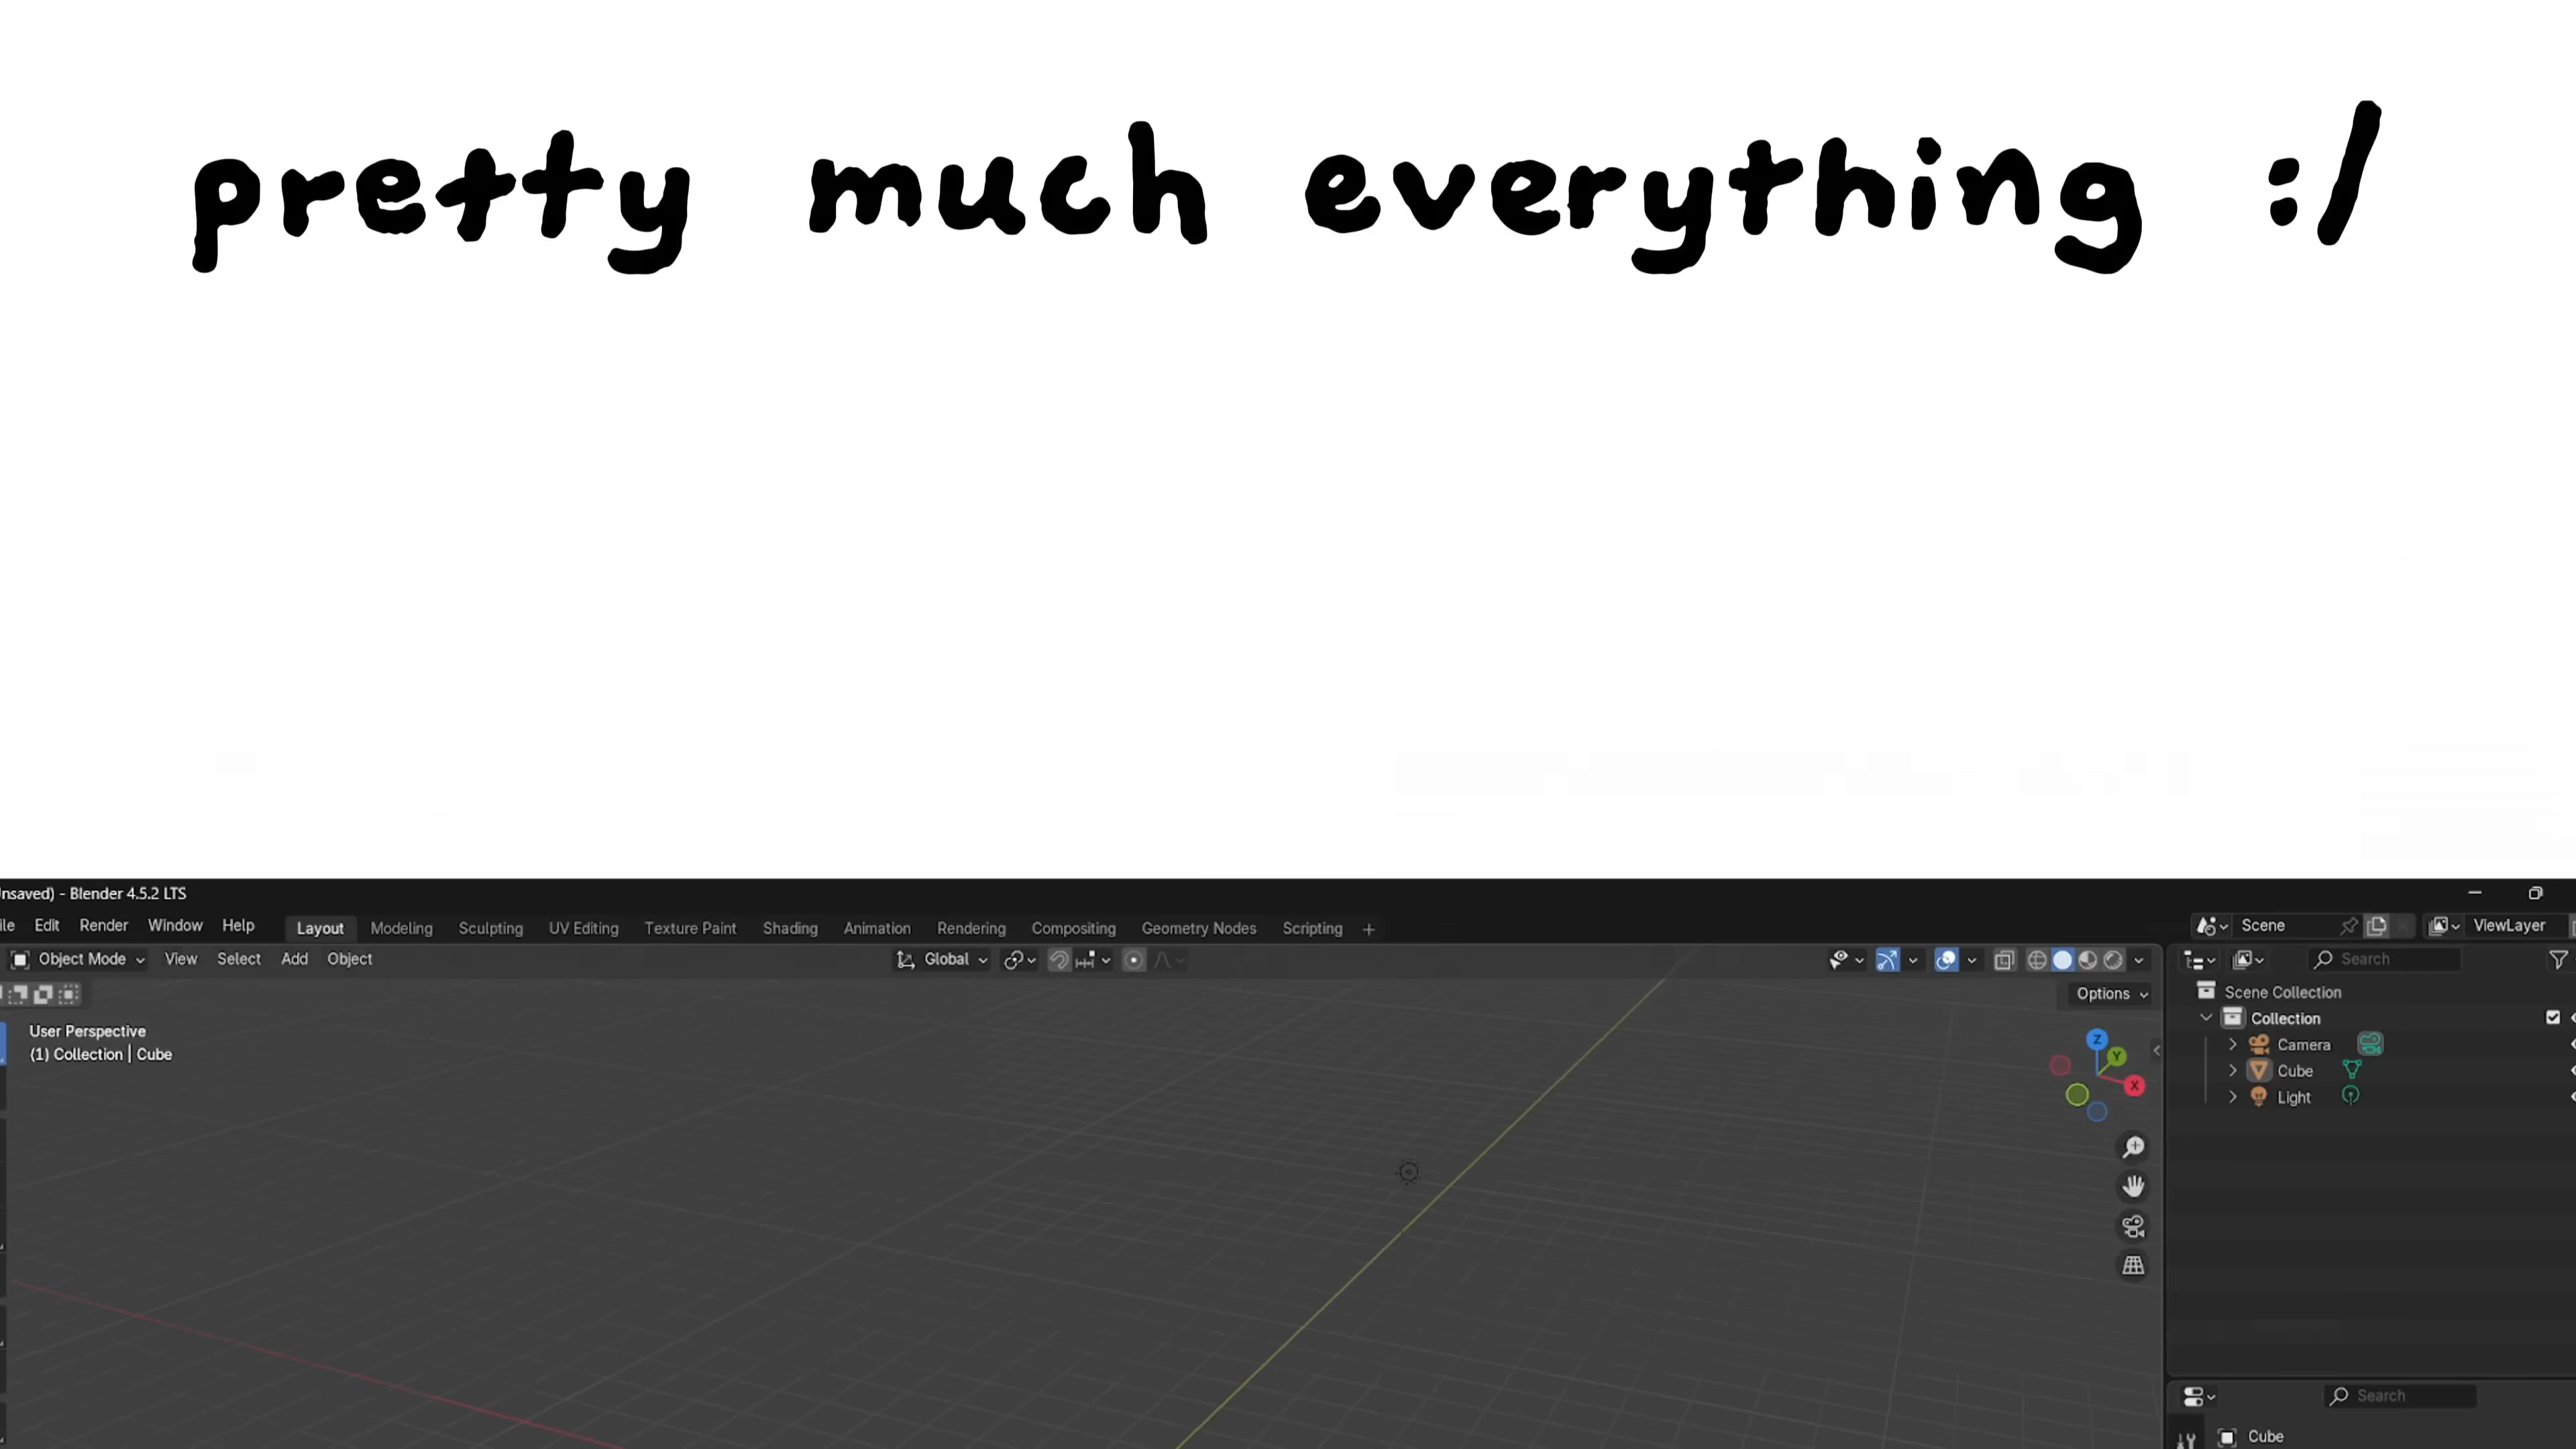 pretty much everything :/
nsaved) - Blender 4.5.2 LTS
ile Edit Render Window Help Layout Modeling Sculpting UV Editing Texture Paint Shading Animation Rendering Compositing Geometry Nodes Scripting + Scene ViewLayer
Object Mode View Select Add Object Global Search
Options
User Perspective
(1) Collection | Cube
Z
Y
X
Scene Collection
Collection
Camera
Cube
Light
Search
Cube